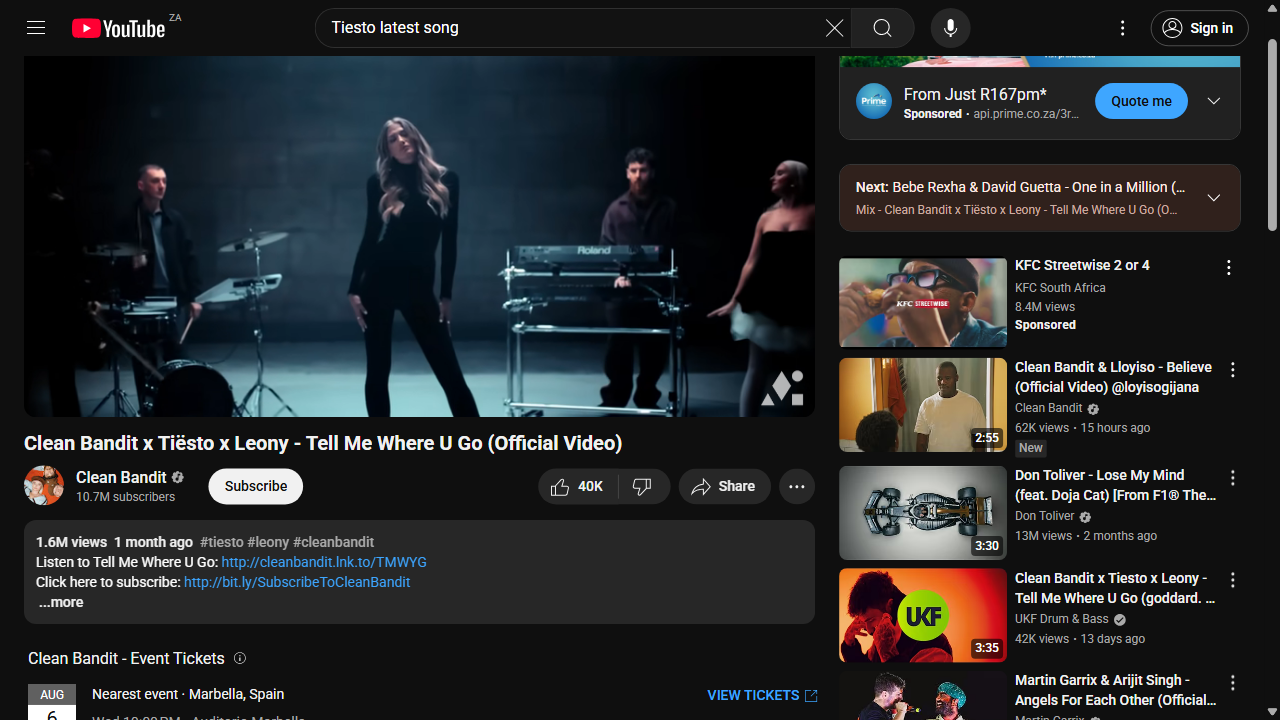 YouTube ZA
Tiesto latest song
Sign in
Prime
From Just R167pm*
Sponsored · api.prime.co.za/3r...
Quote me
Next: Bebe Rexha & David Guetta - One in a Million (...
Mix - Clean Bandit x Tiësto x Leony - Tell Me Where U Go (O...
Roland
Clean Bandit x Tiësto x Leony - Tell Me Where U Go (Official Video)
Clean Bandit
10.7M subscribers
Subscribe
40K
Share
1.6M views 1 month ago #tiesto #leony #cleanbandit
Listen to Tell Me Where U Go: http://cleanbandit.lnk.to/TMWYG
Click here to subscribe: http://bit.ly/SubscribeToCleanBandit
...more
Clean Bandit - Event Tickets
AUG
6
Nearest event · Marbella, Spain
VIEW TICKETS
KFC STREETWISE
KFC Streetwise 2 or 4
KFC South Africa
8.4M views
Sponsored
2:55
Clean Bandit & Lloyiso - Believe
(Official Video) @loyisogijana
Clean Bandit
62K views · 15 hours ago
New
3:30
Don Toliver - Lose My Mind
(feat. Doja Cat) [From F1® The...
Don Toliver
13M views · 2 months ago
UKF
3:35
Clean Bandit x Tiesto x Leony -
Tell Me Where U Go (goddard. ...
UKF Drum & Bass
42K views · 13 days ago
Martin Garrix & Arijit Singh -
Angels For Each Other (Official...